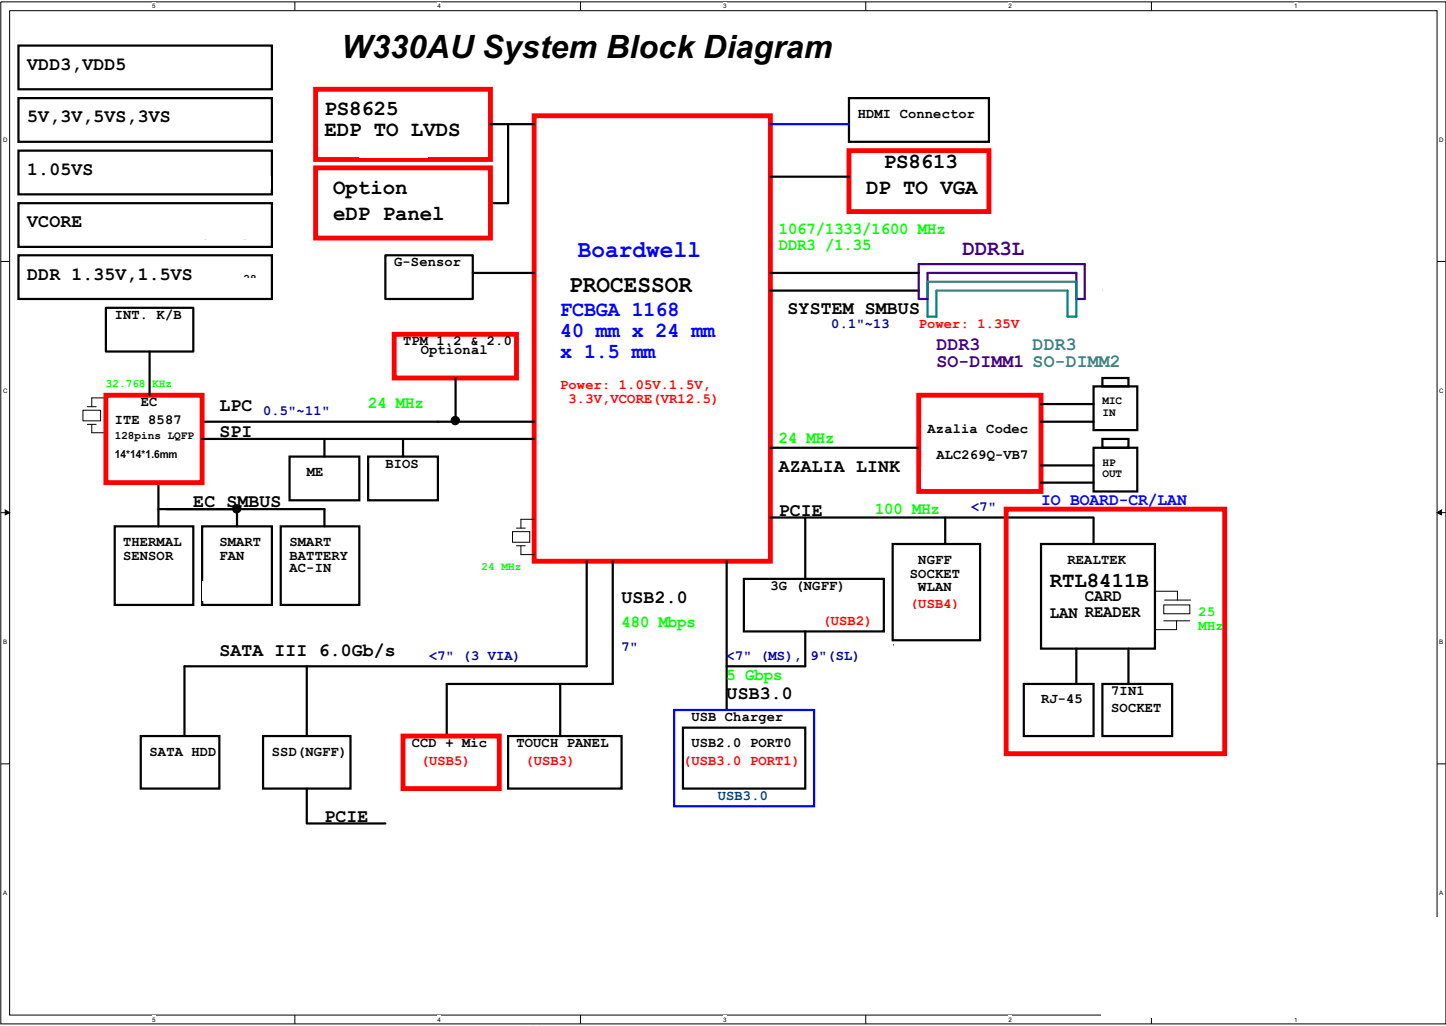 W330AU System Block Diagram
VDD3,VDD5
5V,3V,5VS,3VS
1.05VS
VCORE
DDR 1.35V,1.5VS
PS8625
EDP TO LVDS
Option
eDP Panel
G-Sensor
TPM 1.2 & 2.0
Optional
INT. K/B
32.768 KHz
EC
ITE 8587
128pins LQFP
14*14*1.6mm
LPC
0.5"~11"
24 MHz
SPI
ME
BIOS
EC SMBUS
THERMAL
SENSOR
SMART
FAN
SMART
BATTERY
AC-IN
24 MHz
Boardwell
PROCESSOR
FCBGA 1168
40 mm x 24 mm
x 1.5 mm
Power: 1.05V.1.5V,
3.3V,VCORE(VR12.5)
HDMI Connector
PS8613
DP TO VGA
1067/1333/1600 MHz
DDR3 /1.35
DDR3L
SYSTEM SMBUS
0.1"~13
Power: 1.35V
DDR3
SO-DIMM1
DDR3
SO-DIMM2
24 MHz
AZALIA LINK
Azalia Codec
ALC269Q-VB7
MIC
IN
HP
OUT
PCIE
100 MHz
<7"
IO BOARD-CR/LAN
NGFF
SOCKET
WLAN
(USB4)
3G (NGFF)
(USB2)
REALTEK
RTL8411B
CARD
LAN READER
25
MHz
RJ-45
7IN1
SOCKET
USB2.0
480 Mbps
7"
SATA III 6.0Gb/s
<7" (3 VIA)
<7" (MS), 9"(SL)
5 Gbps
USB3.0
SATA HDD
SSD(NGFF)
PCIE
CCD + Mic
(USB5)
TOUCH PANEL
(USB3)
USB Charger
USB2.0 PORT0
(USB3.0 PORT1)
USB3.0
5
4
3
2
1
5
4
3
2
1
D
C
B
A
D
C
B
A